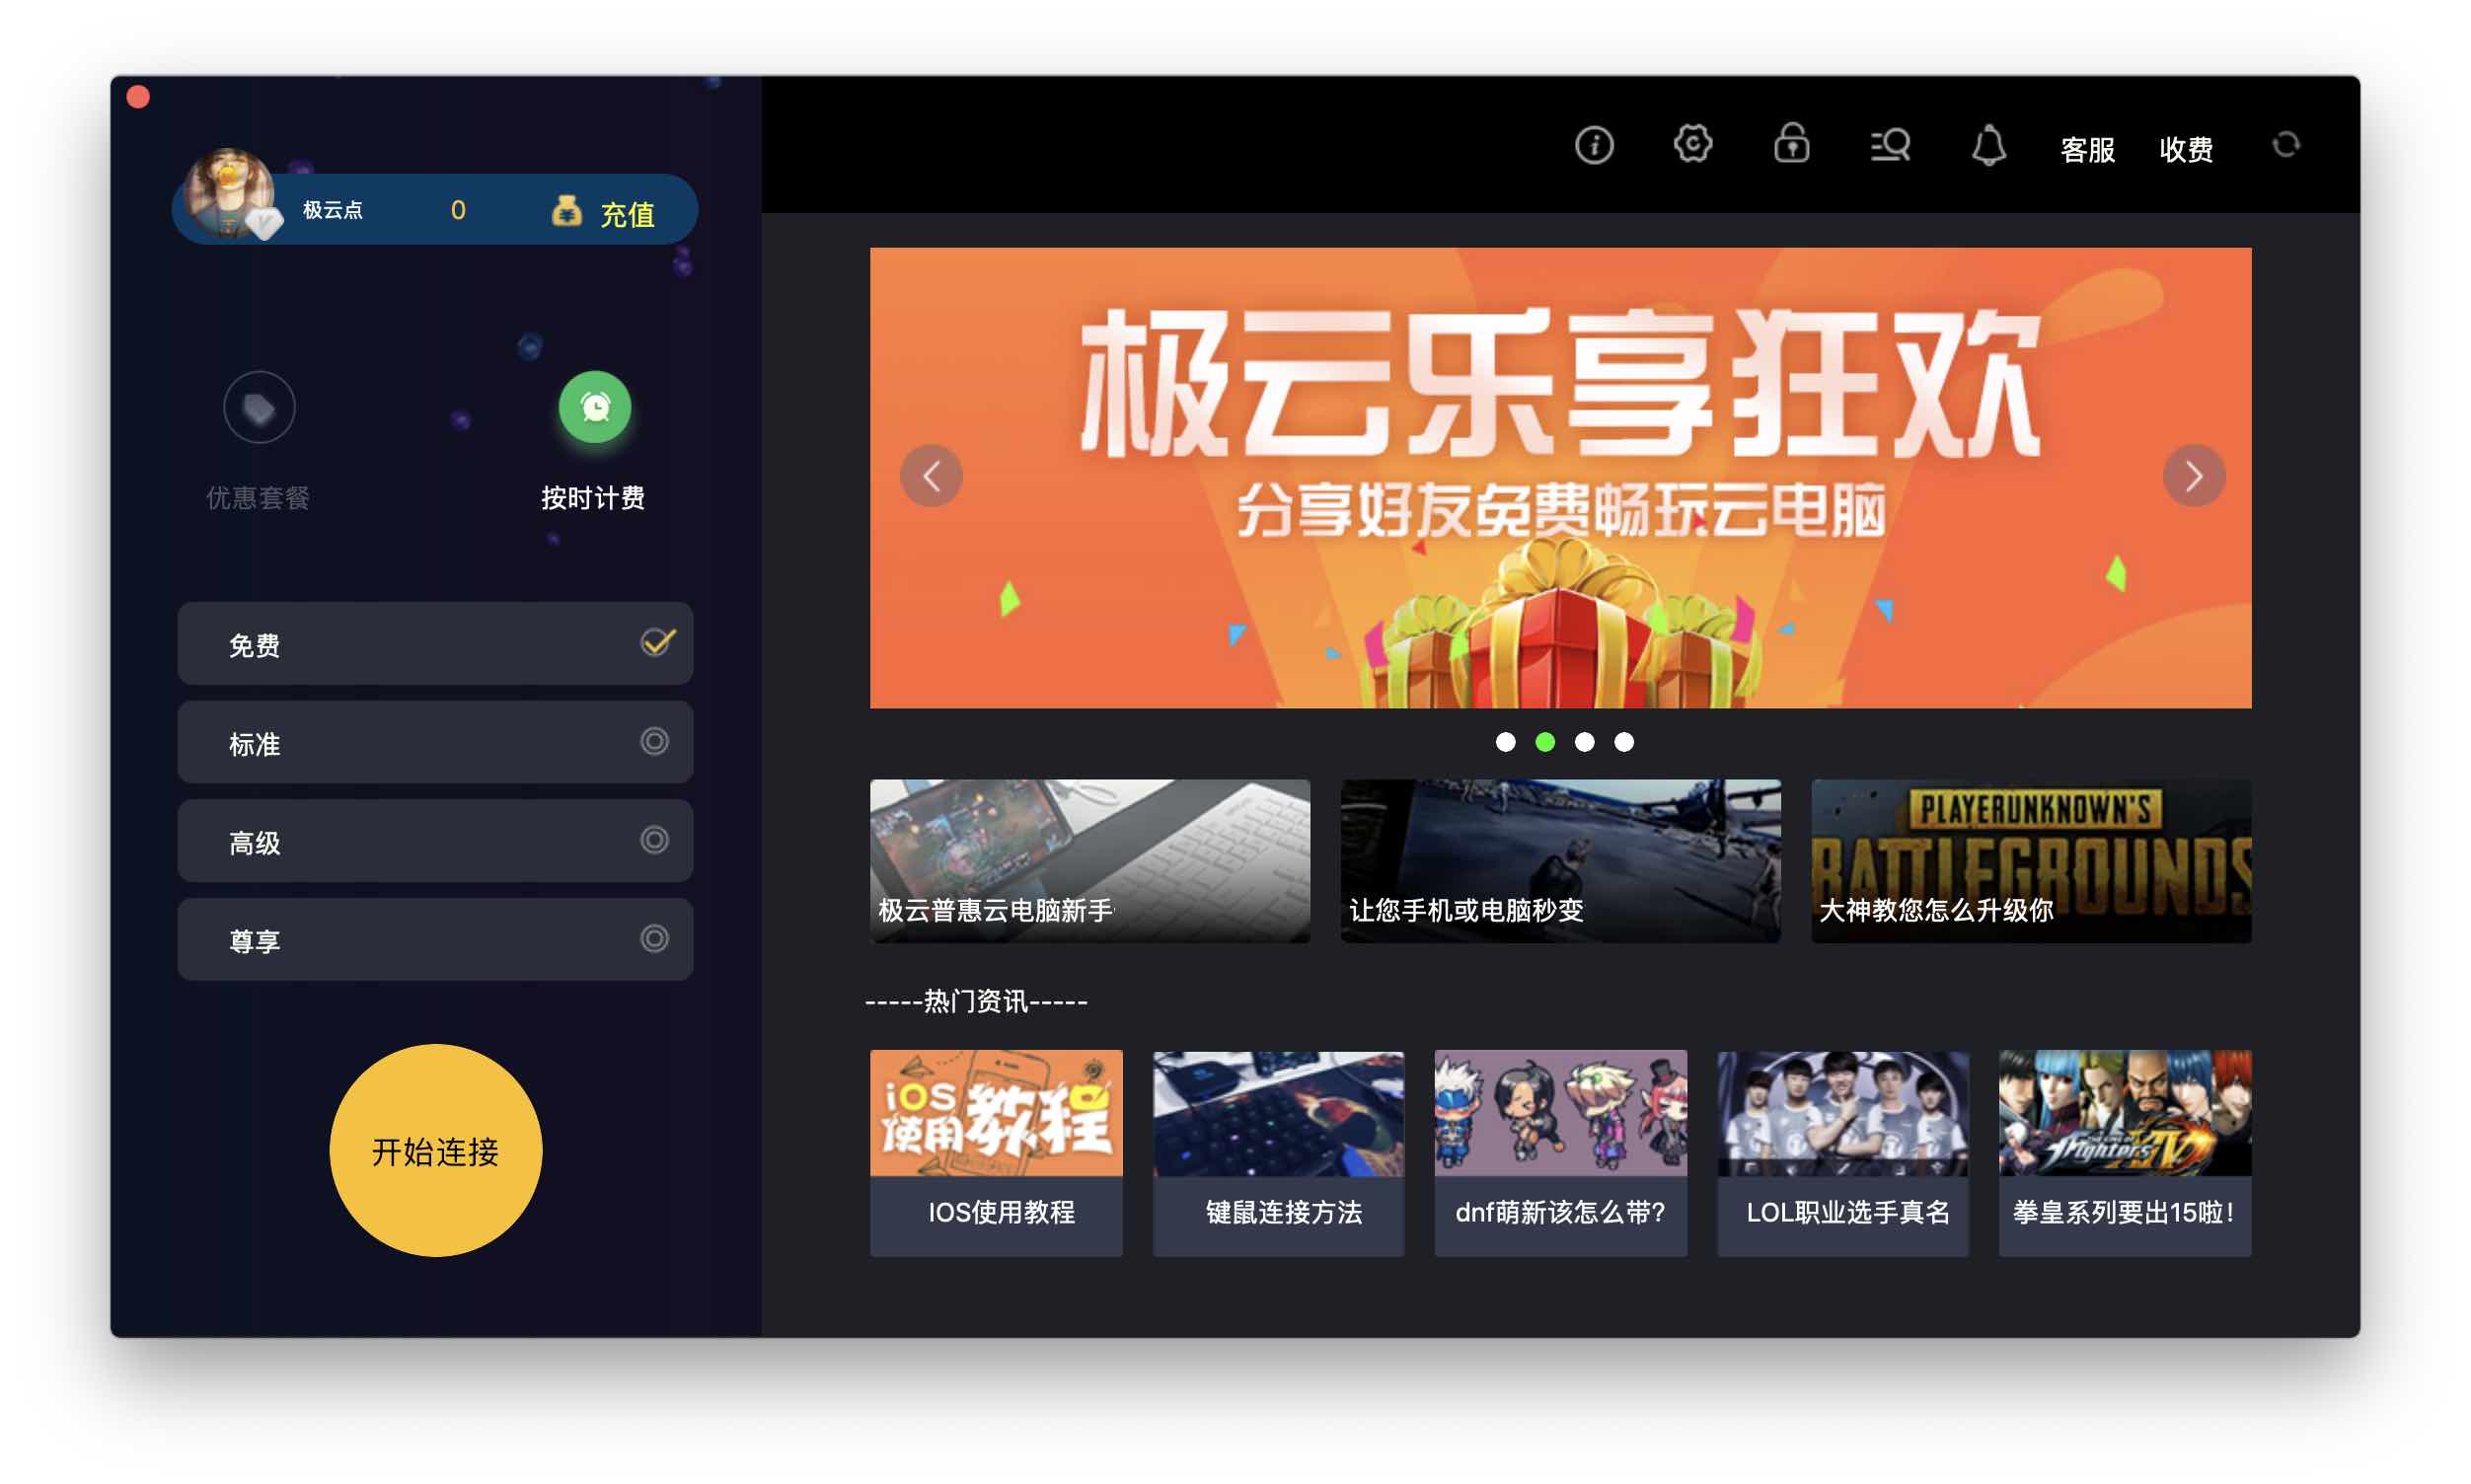 极云点 0 充值
优惠套餐 按时计费
免费
标准
高级
尊享
开始连接
客服 收费
极云乐享狂欢
分享好友免费畅玩云电脑
PLAYERUNKNOWN'S
BATTLEGROUNDS
极云普惠云电脑新手
让您手机或电脑秒变
大神教您怎么升级你
-----热门资讯-----
iOS
使用教程
Fighters XIV
IOS使用教程
键鼠连接方法
dnf萌新该怎么带?
LOL职业选手真名
拳皇系列要出15啦!